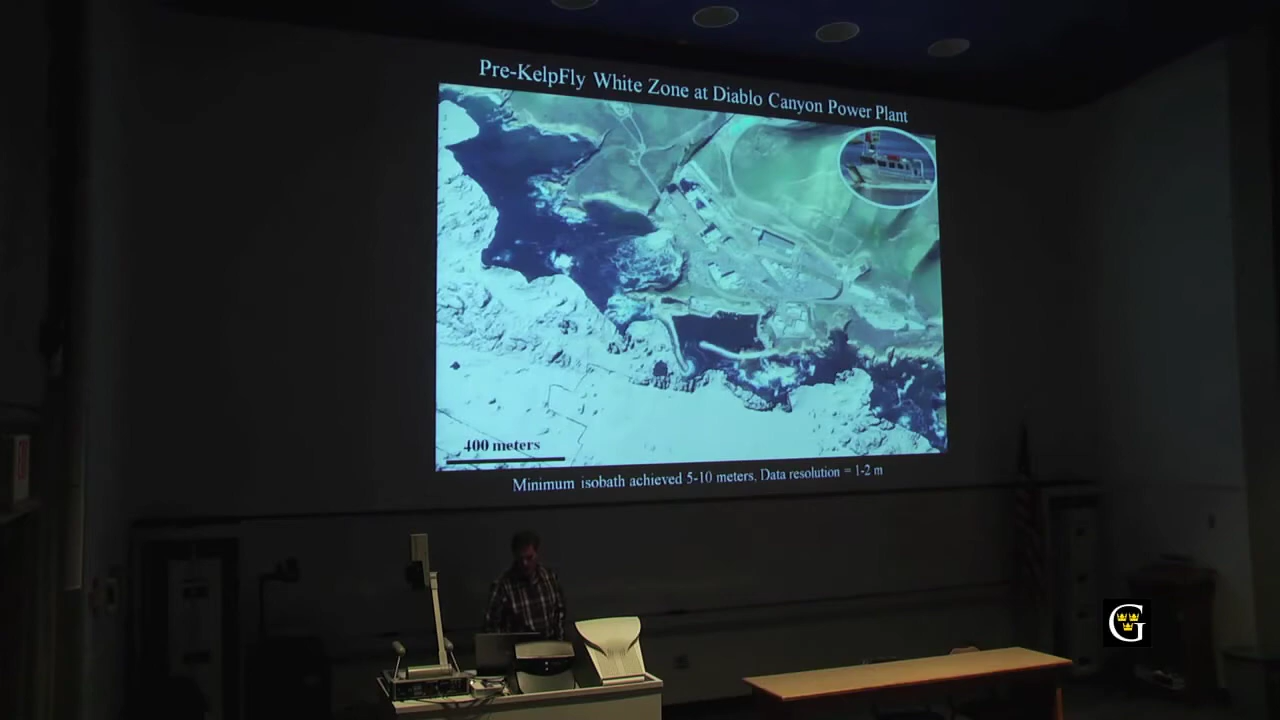 Pre-KelpFly White Zone at Diablo Canyon Power Plant
400 meters
Minimum isobath achieved 5-10 meters, Data resolution = 1-2 m
G